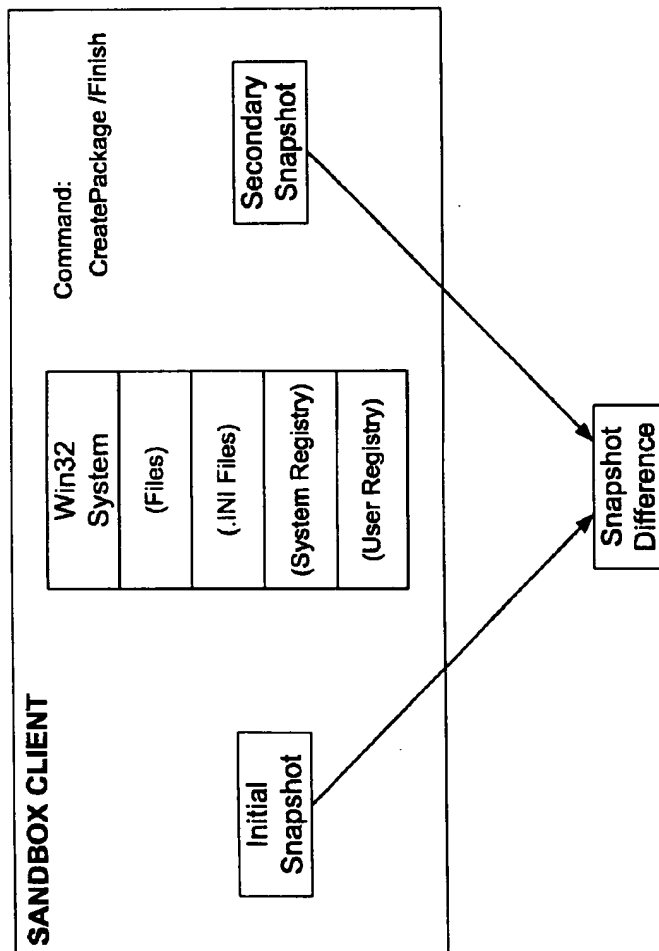 SANDBOX CLIENT
Initial
Snapshot
Win32
System
(Files)
(.INI Files)
(System Registry)
(User Registry)
Command:
CreatePackage /Finish
Secondary
Snapshot
Snapshot
Difference